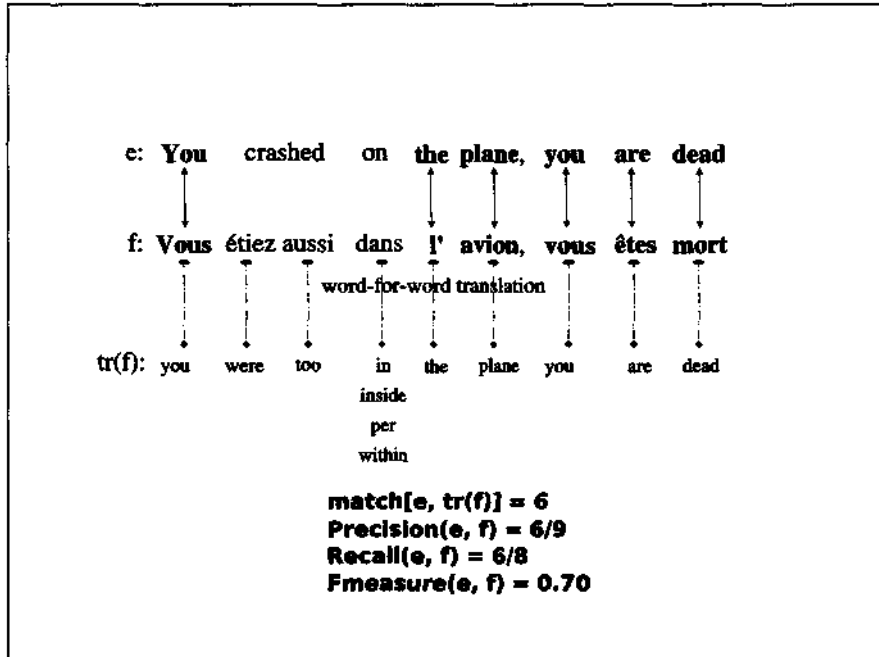 e: You crashed on the plane, you are dead
f: Vous étiez aussi dans l' avion, vous êtes mort
word-for-word translation
tr(f): you were too in the plane you are dead
inside
per
within
match[e, tr(f)] = 6
Precision(e, f) = 6/9
Recall(e, f) = 6/8
Fmeasure(e, f) = 0.70